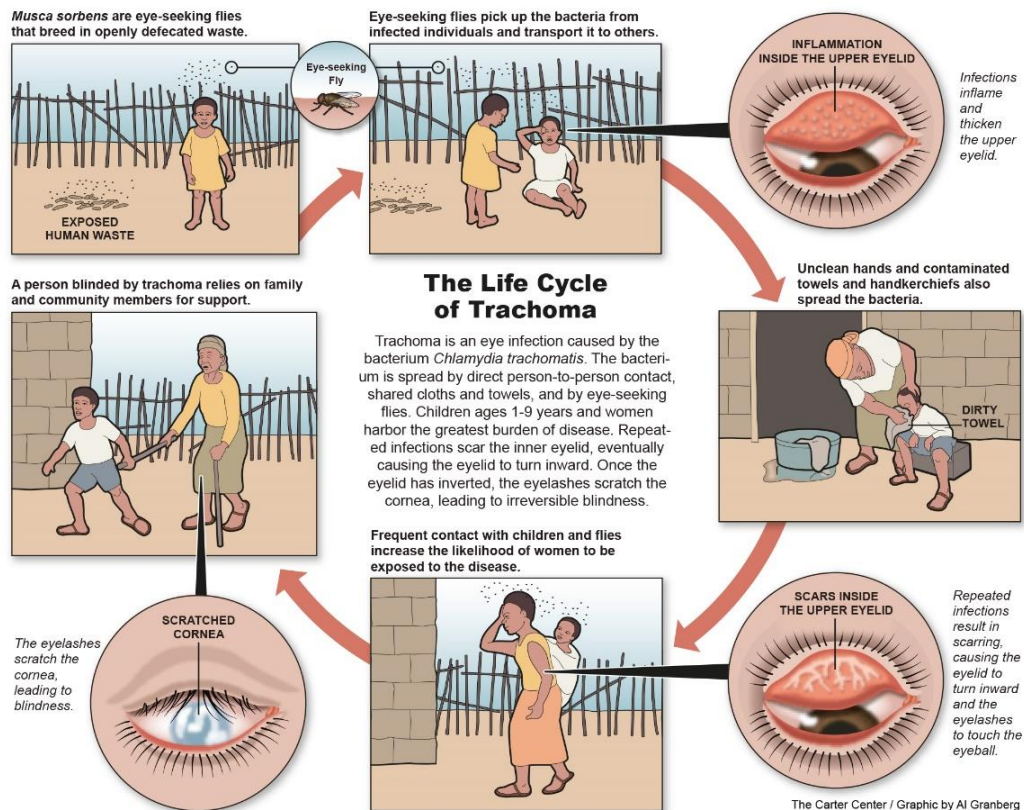 Musca sorbens are eye-seeking flies
that breed in openly defecated waste.
Eye-seeking
Fly
EXPOSED
HUMAN WASTE
Eye-seeking flies pick up the bacteria from
infected individuals and transport it to others.
INFLAMMATION
INSIDE THE UPPER EYELID
Infections
inflame
and
thicken
the upper
eyelid.
The Life Cycle
of Trachoma
Trachoma is an eye infection caused by the
bacterium Chlamydia trachomatis. The bacteri-
um is spread by direct person-to-person contact,
shared cloths and towels, and by eye-seeking
flies. Children ages 1-9 years and women
harbor the greatest burden of disease. Repeat-
ed infections scar the inner eyelid, eventually
causing the eyelid to turn inward. Once the
eyelid has inverted, the eyelashes scratch the
cornea, leading to irreversible blindness.
Unclean hands and contaminated
towels and handkerchiefs also
spread the bacteria.
DIRTY
TOWEL
Frequent contact with children and flies
increase the likelihood of women to be
exposed to the disease.
SCARS INSIDE
THE UPPER EYELID
Repeated
infections
result in
scarring,
causing the
eyelid to
turn inward
and the
eyelashes
to touch the
eyeball.
A person blinded by trachoma relies on family
and community members for support.
SCRATCHED
CORNEA
The eyelashes
scratch the
cornea,
leading to
blindness.
The Carter Center / Graphic by Al Granberg